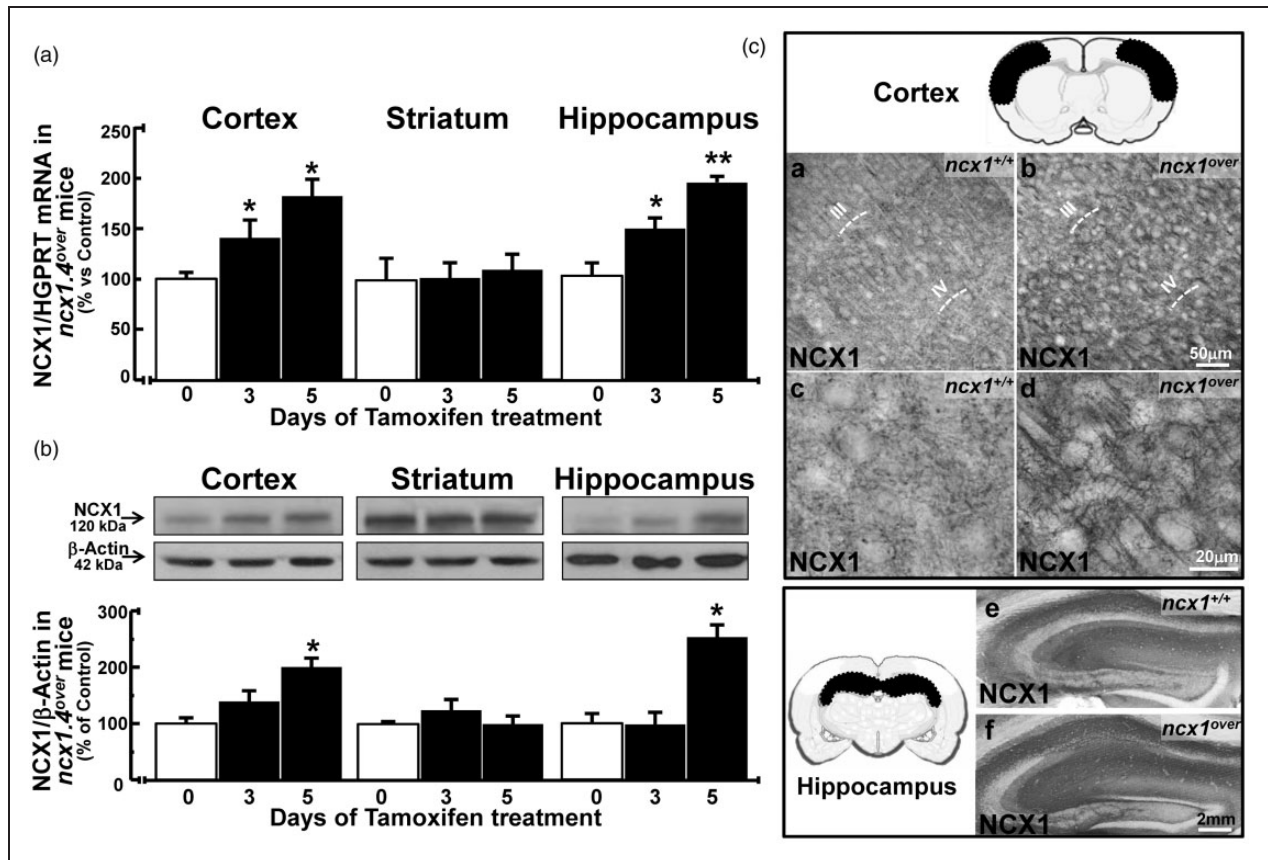 (a)
Cortex Striatum Hippocampus
NCX1/HGPRT mRNA in
ncx1.4over mice
(% vs Control)
250
200
150
100
50
0
* * * **
0 3 5 0 3 5 0 3 5
Days of Tamoxifen treatment
(b)
Cortex Striatum Hippocampus
NCX1
120 kDa
β-Actin
42 kDa
NCX1/β-Actin in
ncx1.4over mice
(% of Control)
300
200
100
0
* *
0 3 5 0 3 5 0 3 5
Days of Tamoxifen treatment
(c)
Cortex
a ncx1+/+
III
IV
NCX1
b ncx1over
III
IV
NCX1 50μm
c ncx1+/+
NCX1
d ncx1over
NCX1 20μm
Hippocampus
e ncx1+/+
NCX1
f ncx1over
NCX1 2mm